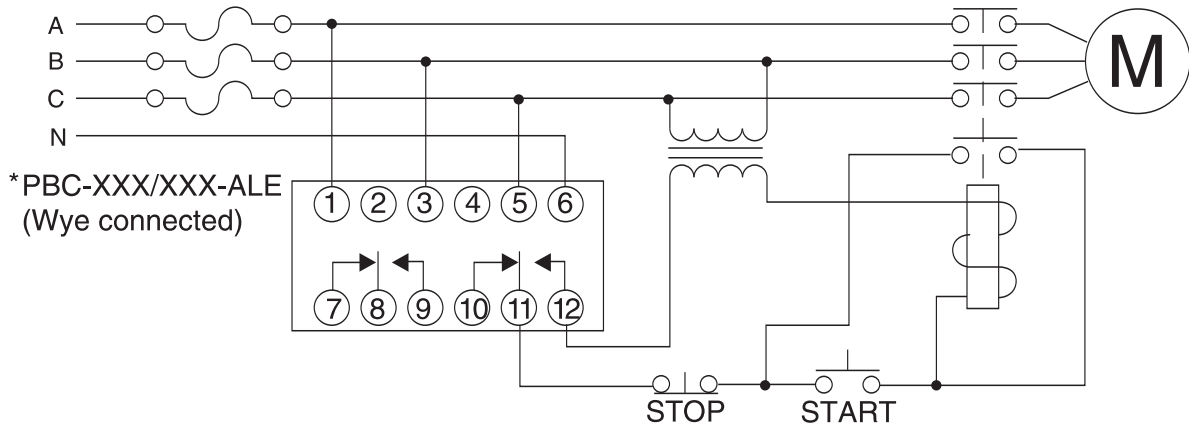 A
B
C
N
M
*PBC-XXX/XXX-ALE
(Wye connected)
1 2 3 4 5 6
7 8 9 10 11 12
STOP START